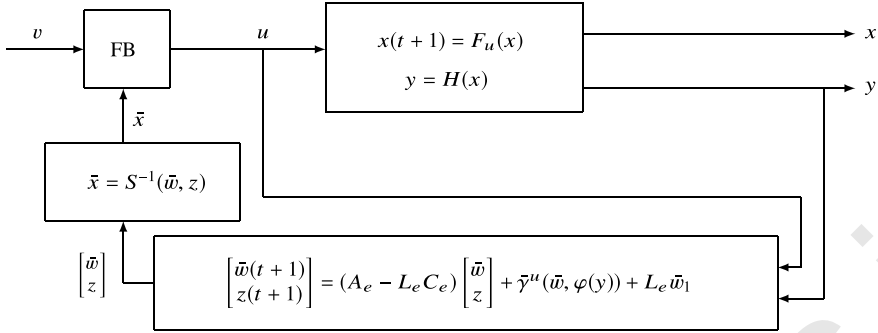 v
FB
u
x(t + 1) = F_u(x)
y = H(x)
x
y
x̄
x̄ = S^{-1}(w̄, z)
[w̄ z]
[w̄(t + 1) z(t + 1)] = (A_e − L_e C_e) [w̄ z] + γ̄^u(w̄, φ(y)) + L_e w̄_1